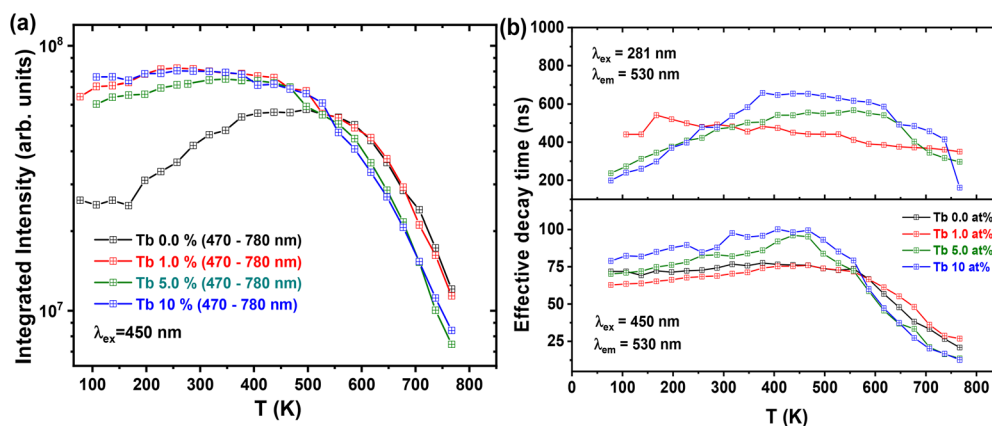 (a)
Integrated Intensity (arb. units)
10⁸
10⁷
Tb 0.0 % (470 - 780 nm)
Tb 1.0 % (470 - 780 nm)
Tb 5.0 % (470 - 780 nm)
Tb 10 % (470 - 780 nm)
λex =450 nm
100 200 300 400 500 600 700 800
T (K)
(b)
Effective decay time (ns)
1000
800
600
400
200
λex = 281 nm
λem = 530 nm
100
75
50
25
Tb 0.0 at%
Tb 1.0 at%
Tb 5.0 at%
Tb 10 at%
λex = 450 nm
λem = 530 nm
0 100 200 300 400 500 600 700 800
T (K)